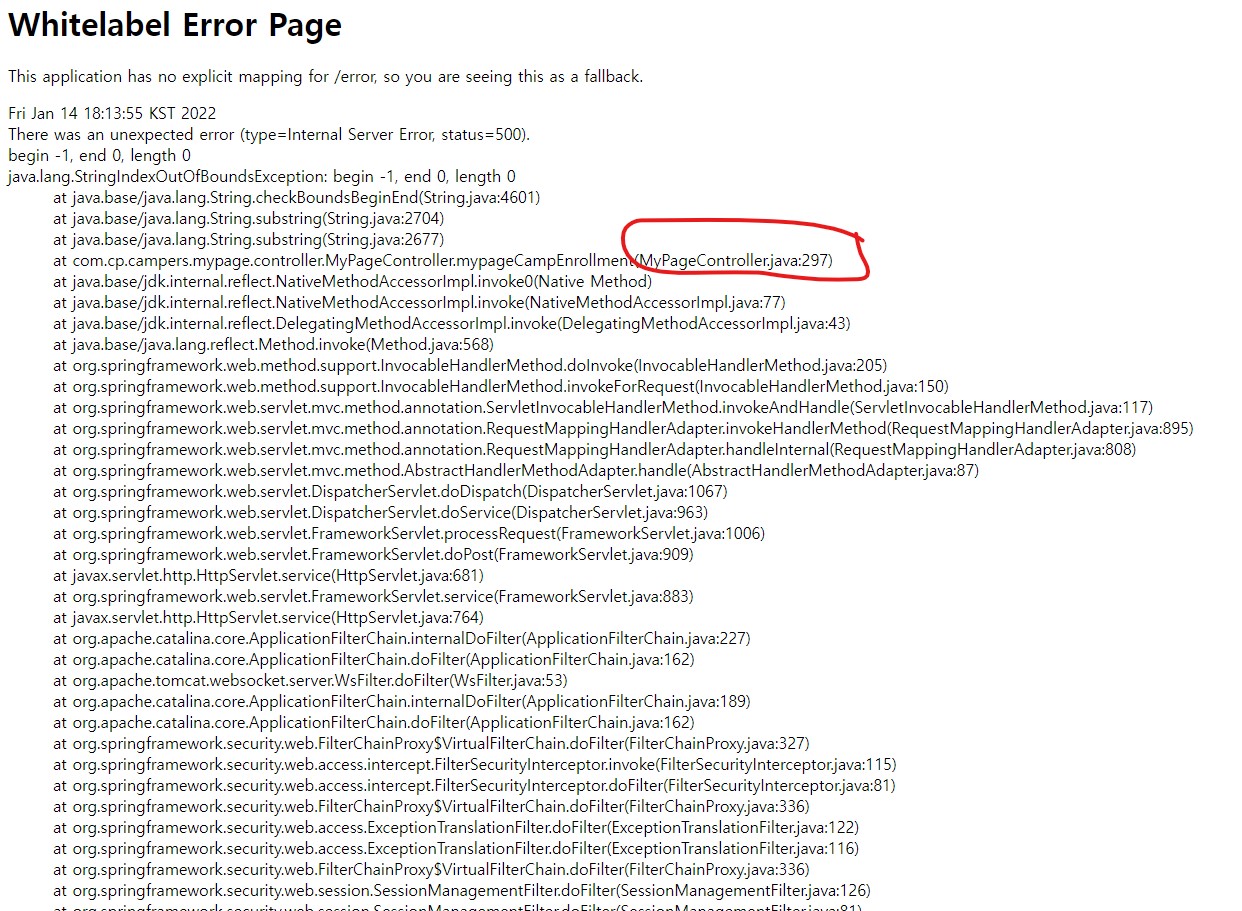 Whitelabel Error Page
This application has no explicit mapping for /error, so you are seeing this as a fallback.
Fri Jan 14 18:13:55 KST 2022
There was an unexpected error (type=Internal Server Error, status=500).
begin -1, end 0, length 0
java.lang.StringIndexOutOfBoundsException: begin -1, end 0, length 0
at java.base/java.lang.String.checkBoundsBeginEnd(String.java:4601)
at java.base/java.lang.String.substring(String.java:2704)
at java.base/java.lang.String.substring(String.java:2677)
at com.cp.campers.mypage.controller.MyPageController.mypageCampEnrollment(MyPageController.java:297)
at java.base/jdk.internal.reflect.NativeMethodAccessorImpl.invoke0(Native Method)
at java.base/jdk.internal.reflect.NativeMethodAccessorImpl.invoke(NativeMethodAccessorImpl.java:77)
at java.base/jdk.internal.reflect.DelegatingMethodAccessorImpl.invoke(DelegatingMethodAccessorImpl.java:43)
at java.base/java.lang.reflect.Method.invoke(Method.java:568)
at org.springframework.web.method.support.InvocableHandlerMethod.doInvoke(InvocableHandlerMethod.java:205)
at org.springframework.web.method.support.InvocableHandlerMethod.invokeForRequest(InvocableHandlerMethod.java:150)
at org.springframework.web.servlet.mvc.method.annotation.ServletInvocableHandlerMethod.invokeAndHandle(ServletInvocableHandlerMethod.java:117)
at org.springframework.web.servlet.mvc.method.annotation.RequestMappingHandlerAdapter.invokeHandlerMethod(RequestMappingHandlerAdapter.java:895)
at org.springframework.web.servlet.mvc.method.annotation.RequestMappingHandlerAdapter.handleInternal(RequestMappingHandlerAdapter.java:808)
at org.springframework.web.servlet.mvc.method.AbstractHandlerMethodAdapter.handle(AbstractHandlerMethodAdapter.java:87)
at org.springframework.web.servlet.DispatcherServlet.doDispatch(DispatcherServlet.java:1067)
at org.springframework.web.servlet.DispatcherServlet.doService(DispatcherServlet.java:963)
at org.springframework.web.servlet.FrameworkServlet.processRequest(FrameworkServlet.java:1006)
at org.springframework.web.servlet.FrameworkServlet.doPost(FrameworkServlet.java:909)
at javax.servlet.http.HttpServlet.service(HttpServlet.java:681)
at org.springframework.web.servlet.FrameworkServlet.service(FrameworkServlet.java:883)
at javax.servlet.http.HttpServlet.service(HttpServlet.java:764)
at org.apache.catalina.core.ApplicationFilterChain.internalDoFilter(ApplicationFilterChain.java:227)
at org.apache.catalina.core.ApplicationFilterChain.doFilter(ApplicationFilterChain.java:162)
at org.apache.tomcat.websocket.server.WsFilter.doFilter(WsFilter.java:53)
at org.apache.catalina.core.ApplicationFilterChain.internalDoFilter(ApplicationFilterChain.java:189)
at org.apache.catalina.core.ApplicationFilterChain.doFilter(ApplicationFilterChain.java:162)
at org.springframework.security.web.FilterChainProxy$VirtualFilterChain.doFilter(FilterChainProxy.java:327)
at org.springframework.security.web.access.intercept.FilterSecurityInterceptor.invoke(FilterSecurityInterceptor.java:115)
at org.springframework.security.web.access.intercept.FilterSecurityInterceptor.doFilter(FilterSecurityInterceptor.java:81)
at org.springframework.security.web.FilterChainProxy$VirtualFilterChain.doFilter(FilterChainProxy.java:336)
at org.springframework.security.web.access.ExceptionTranslationFilter.doFilter(ExceptionTranslationFilter.java:122)
at org.springframework.security.web.access.ExceptionTranslationFilter.doFilter(ExceptionTranslationFilter.java:116)
at org.springframework.security.web.FilterChainProxy$VirtualFilterChain.doFilter(FilterChainProxy.java:336)
at org.springframework.security.web.session.SessionManagementFilter.doFilter(SessionManagementFilter.java:126)
at org.springframework.security.web.session.SessionManagementFilter.doFilter(SessionManagementFilter.java:81)